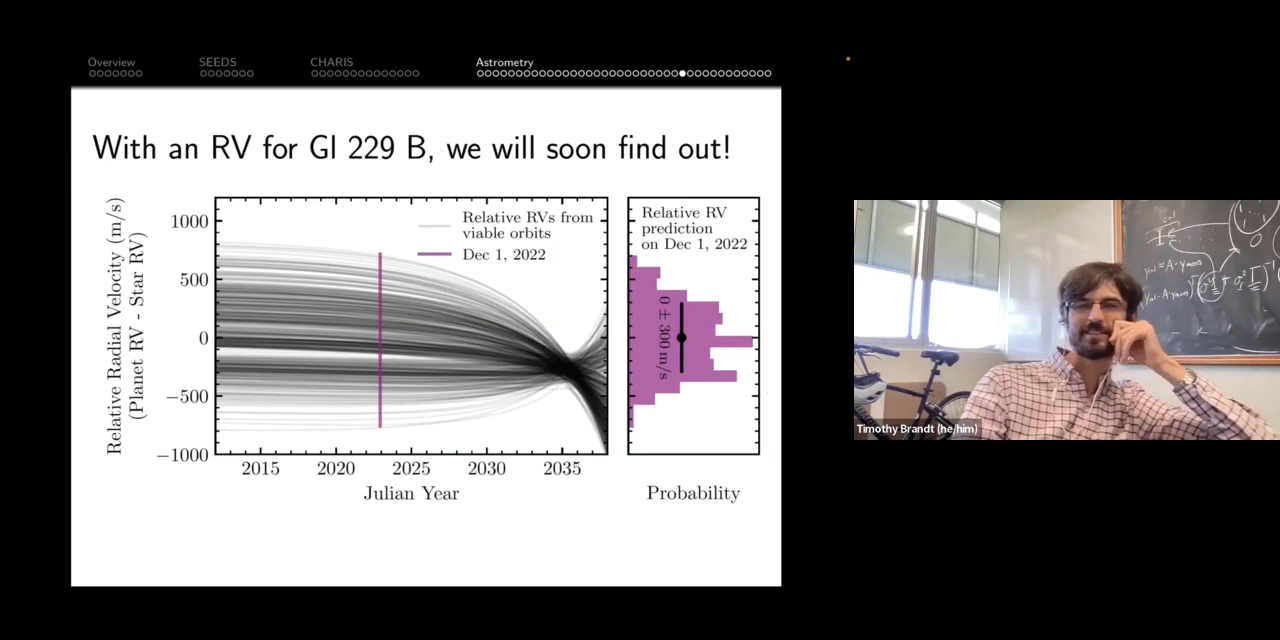 Overview
SEEDS
CHARIS
Astrometry
With an RV for Gl 229 B, we will soon find out!
Relative Radial Velocity (m/s)
(Planet RV - Star RV)
1000
500
0
−500
−1000
Relative RVs from
viable orbits
Dec 1, 2022
2015
2020
2025
2030
2035
Julian Year
Relative RV
prediction
on Dec 1, 2022
0 ± 300 m/s
Probability
Timothy Brandt (he/him)